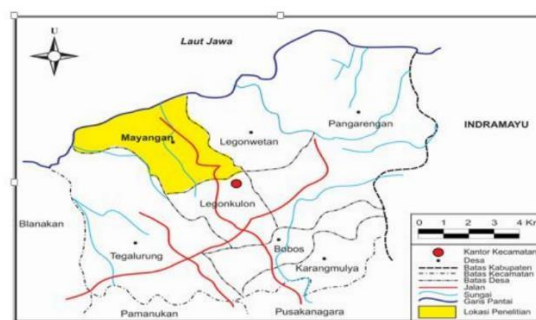 U
Laut Jawa
Pangarengan
INDRAMAYU
Mayangan
Legonwetan
Legonkulon
Blanakan
Tegalurung
Bobos
Karangmulya
Pamanukan
Pusakanagara
0 1 2 3 4 Km
Kantor Kecamatan
Desa
Batas Kabupaten
Batas Kecamatan
Batas Desa
Jalan
Sungai
Garis Pantai
Lokasi Penelitian